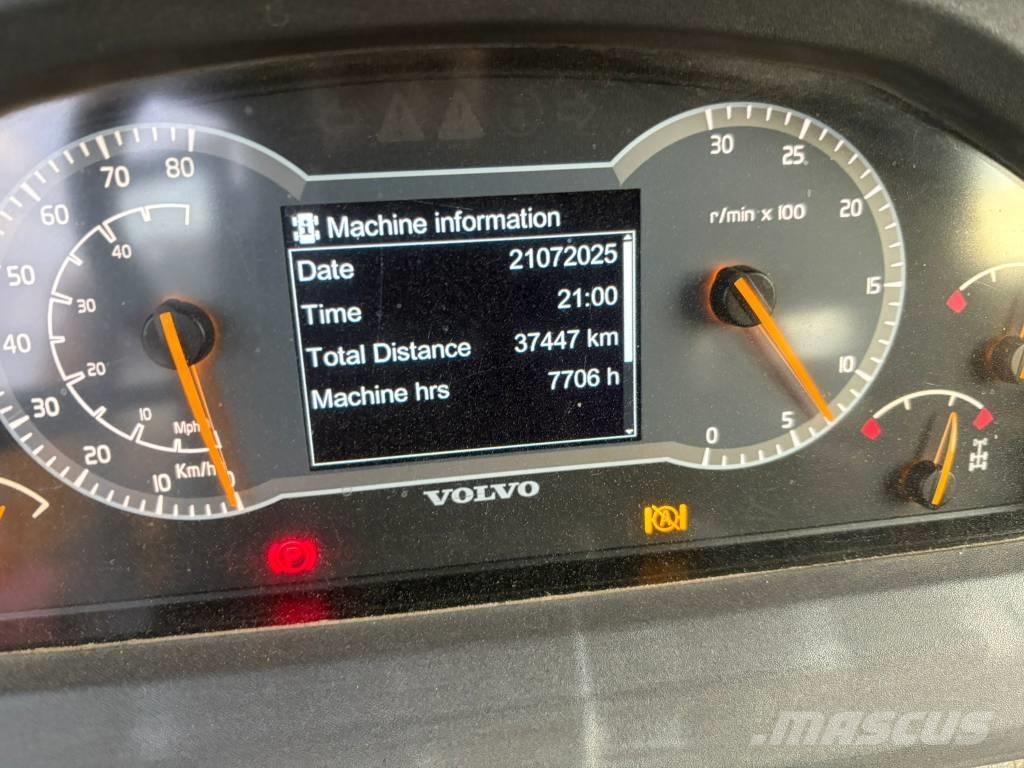 Machine information
Date 21072025
Time 21:00
Total Distance 37447 km
Machine hrs 7706 h
80
70
60
50
40
30
20
10
Km/h
0
40
30
20
10
Mph
30
25
20
15
10
5
0
r/min x 100
VOLVO
P
A
MASCUS